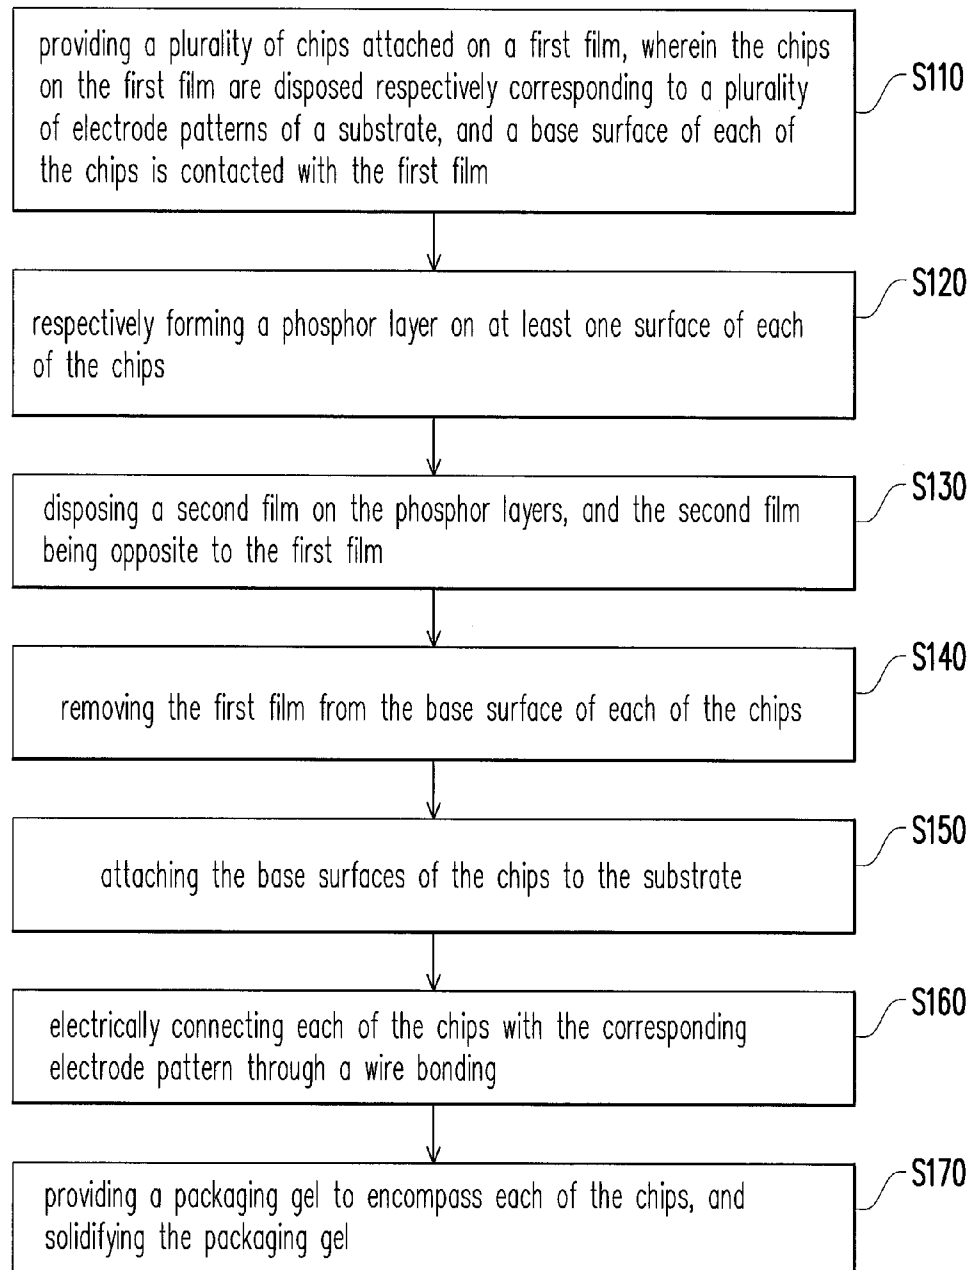 providing a plurality of chips attached on a first film, wherein the chips
on the first film are disposed respectively corresponding to a plurality
of electrode patterns of a substrate, and a base surface of each of
the chips is contacted with the first film
S110
respectively forming a phosphor layer on at least one surface of each
of the chips
S120
disposing a second film on the phosphor layers, and the second film
being opposite to the first film
S130
removing the first film from the base surface of each of the chips
S140
attaching the base surfaces of the chips to the substrate
S150
electrically connecting each of the chips with the corresponding
electrode pattern through a wire bonding
S160
providing a packaging gel to encompass each of the chips, and
solidifying the packaging gel
S170